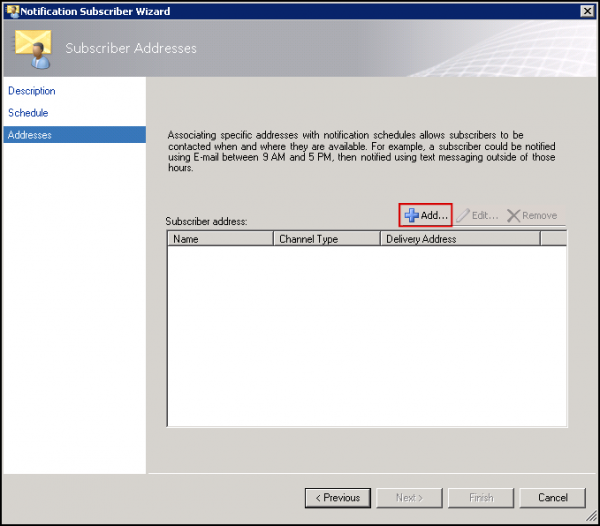 Notification Subscriber Wizard
Subscriber Addresses
Description
Schedule
Addresses
Associating specific addresses with notification schedules allows subscribers to be
contacted when and where they are available. For example, a subscriber could be notified
using E-mail between 9 AM and 5 PM, then notified using text messaging outside of those
hours.
Add... Edit... Remove
Subscriber address:
Name Channel Type Delivery Address
< Previous Next > Finish Cancel